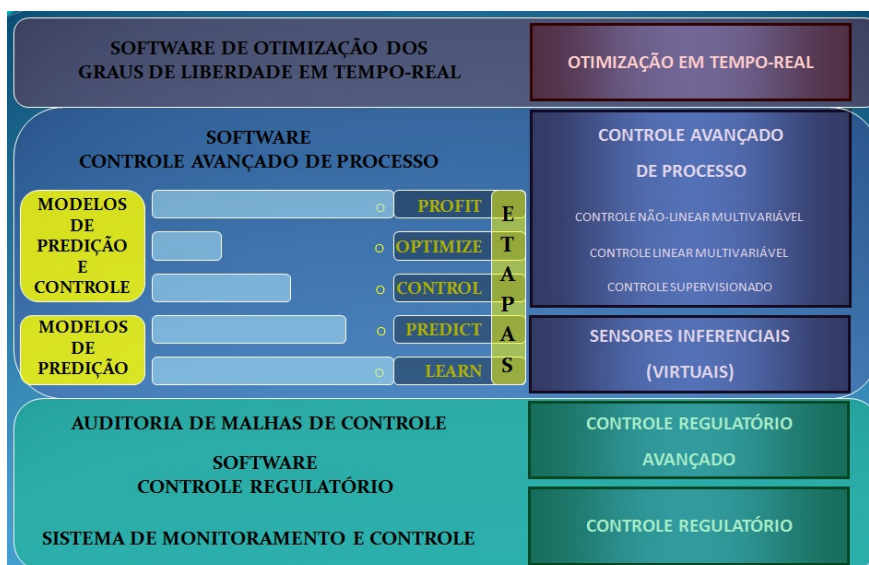 SOFTWARE DE OTIMIZAÇÃO DOS
GRAUS DE LIBERDADE EM TEMPO-REAL
OTIMIZAÇÃO EM TEMPO-REAL
SOFTWARE
CONTROLE AVANÇADO DE PROCESSO
MODELOS
DE
PREDIÇÃO
E
CONTROLE
MODELOS
DE
PREDIÇÃO
PROFIT
OPTIMIZE
CONTROL
PREDICT
LEARN
E
T
A
P
A
S
CONTROLE AVANÇADO
DE PROCESSO
CONTROLE NÃO-LINEAR MULTIVARIÁVEL
CONTROLE LINEAR MULTIVARIÁVEL
CONTROLE SUPERVISIONADO
SENSORES INFERENCIAIS
(VIRTUAIS)
AUDITORIA DE MALHAS DE CONTROLE
SOFTWARE
CONTROLE REGULATÓRIO
SISTEMA DE MONITORAMENTO E CONTROLE
CONTROLE REGULATÓRIO
AVANÇADO
CONTROLE REGULATÓRIO